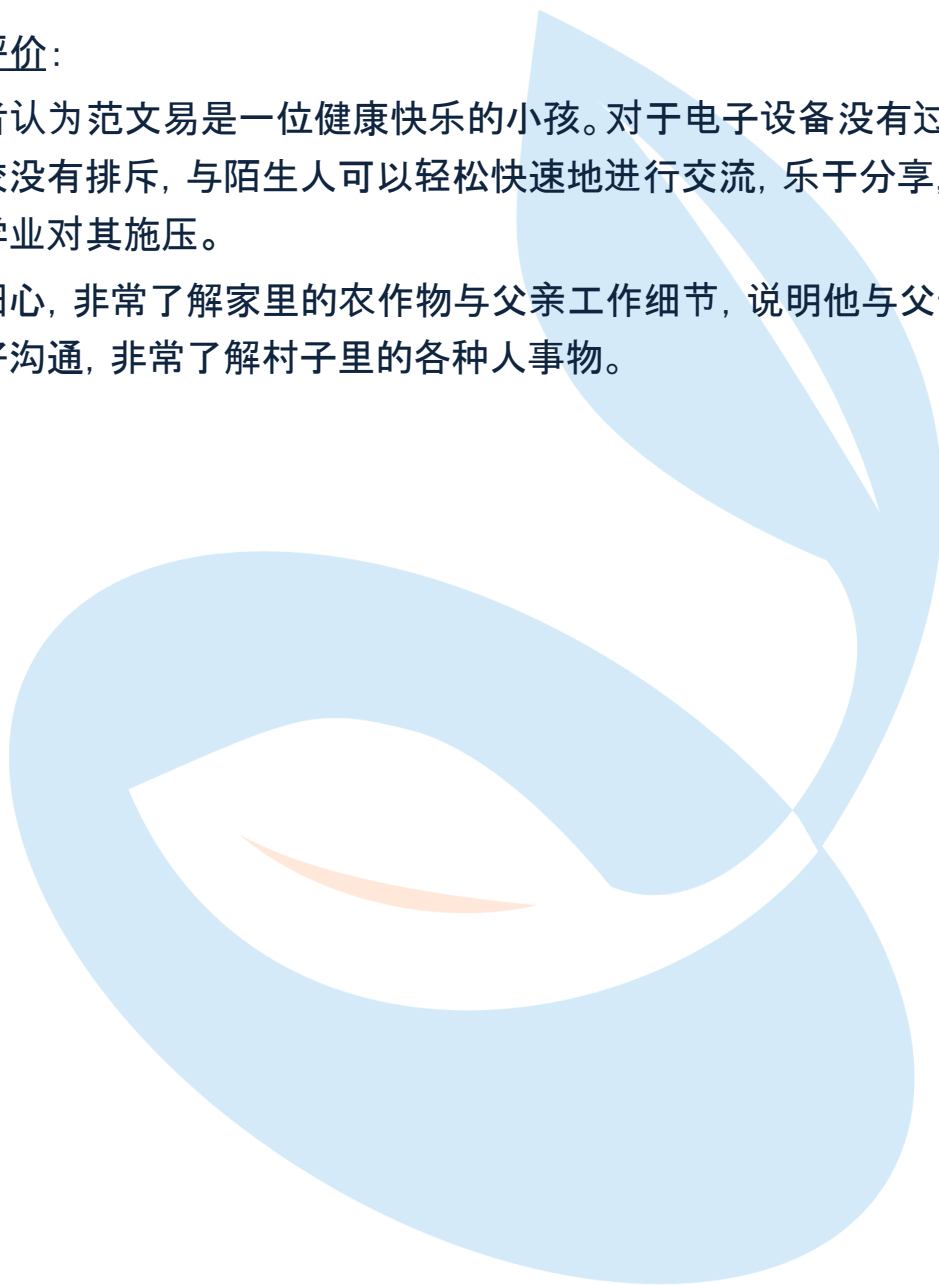 评价:
者认为范文易是一位健康快乐的小孩。对于电子设备没有过
交没有排斥, 与陌生人可以轻松快速地进行交流, 乐于分享,
学业对其施压。
细心, 非常了解家里的农作物与父亲工作细节, 说明他与父
好沟通, 非常了解村子里的各种人事物。